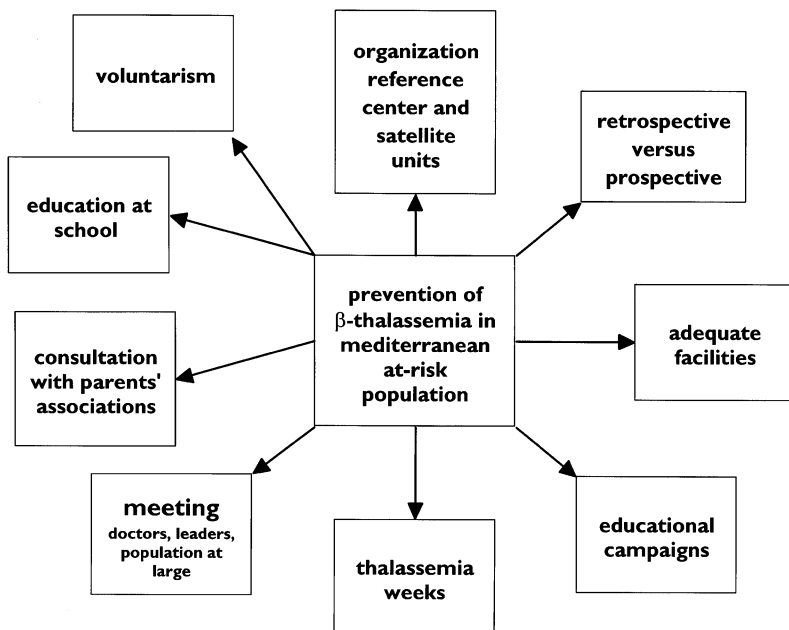 voluntarism
organization
reference
center and
satellite
units
retrospective
versus
prospective
education at
school
prevention of
β-thalassemia in
mediterranean
at-risk
population
adequate
facilities
consultation
with parents'
associations
meeting
doctors, leaders,
population at
large
thalassemia
weeks
educational
campaigns